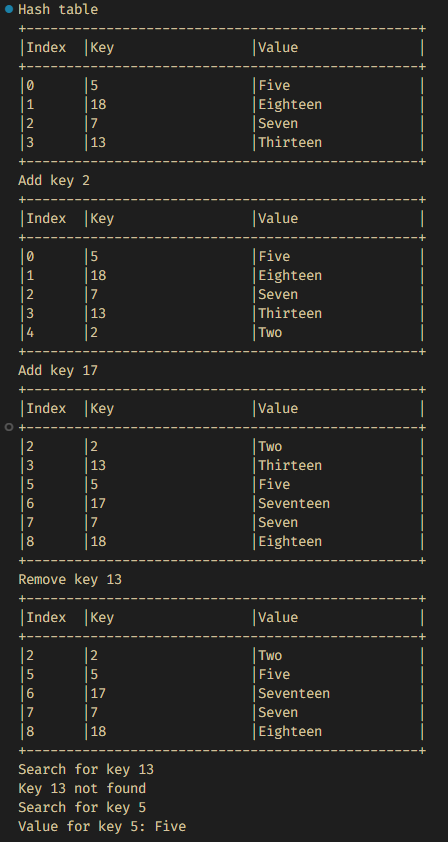 Hash table
+--------------------------------------------------+
|Index  |Key                 |Value               |
+--------------------------------------------------+
|0      |5                   |Five                |
|1      |18                  |Eighteen            |
|2      |7                   |Seven               |
|3      |13                  |Thirteen            |
+--------------------------------------------------+
Add key 2
+--------------------------------------------------+
|Index  |Key                 |Value               |
+--------------------------------------------------+
|0      |5                   |Five                |
|1      |18                  |Eighteen            |
|2      |7                   |Seven               |
|3      |13                  |Thirteen            |
|4      |2                   |Two                 |
+--------------------------------------------------+
Add key 17
+--------------------------------------------------+
|Index  |Key                 |Value               |
+--------------------------------------------------+
|2      |2                   |Two                 |
|3      |13                  |Thirteen            |
|5      |5                   |Five                |
|6      |17                  |Seventeen           |
|7      |7                   |Seven               |
|8      |18                  |Eighteen            |
+--------------------------------------------------+
Remove key 13
+--------------------------------------------------+
|Index  |Key                 |Value               |
+--------------------------------------------------+
|2      |2                   |Two                 |
|5      |5                   |Five                |
|6      |17                  |Seventeen           |
|7      |7                   |Seven               |
|8      |18                  |Eighteen            |
+--------------------------------------------------+
Search for key 13
Key 13 not found
Search for key 5
Value for key 5: Five